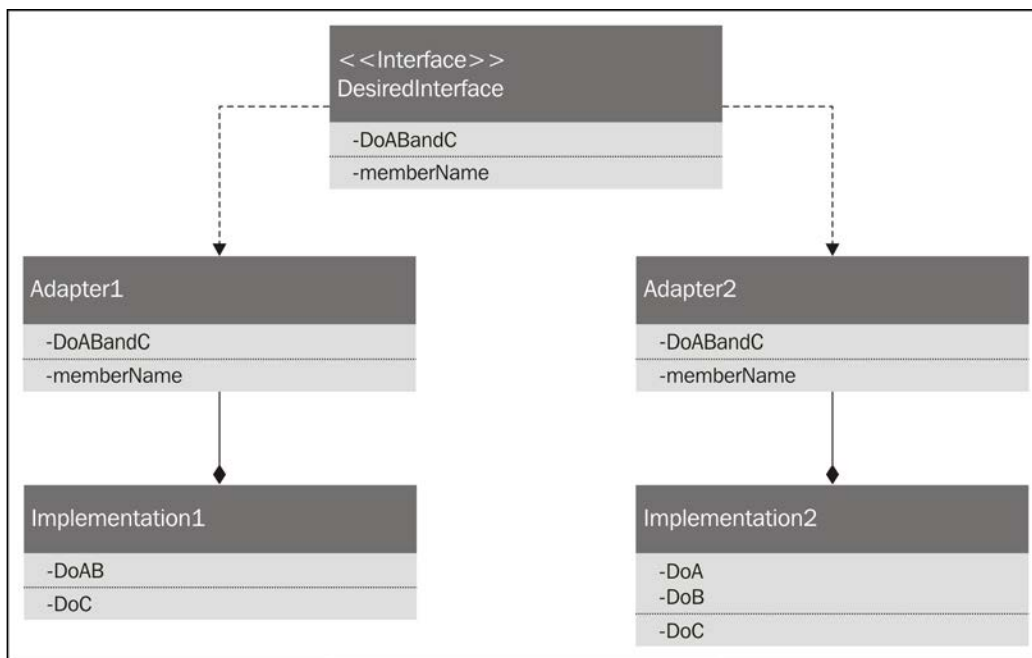 <<Interface>>
DesiredInterface
-DoABandC
-memberName
Adapter1
-DoABandC
-memberName
Adapter2
-DoABandC
-memberName
Implementation1
-DoAB
-DoC
Implementation2
-DoA
-DoB
-DoC